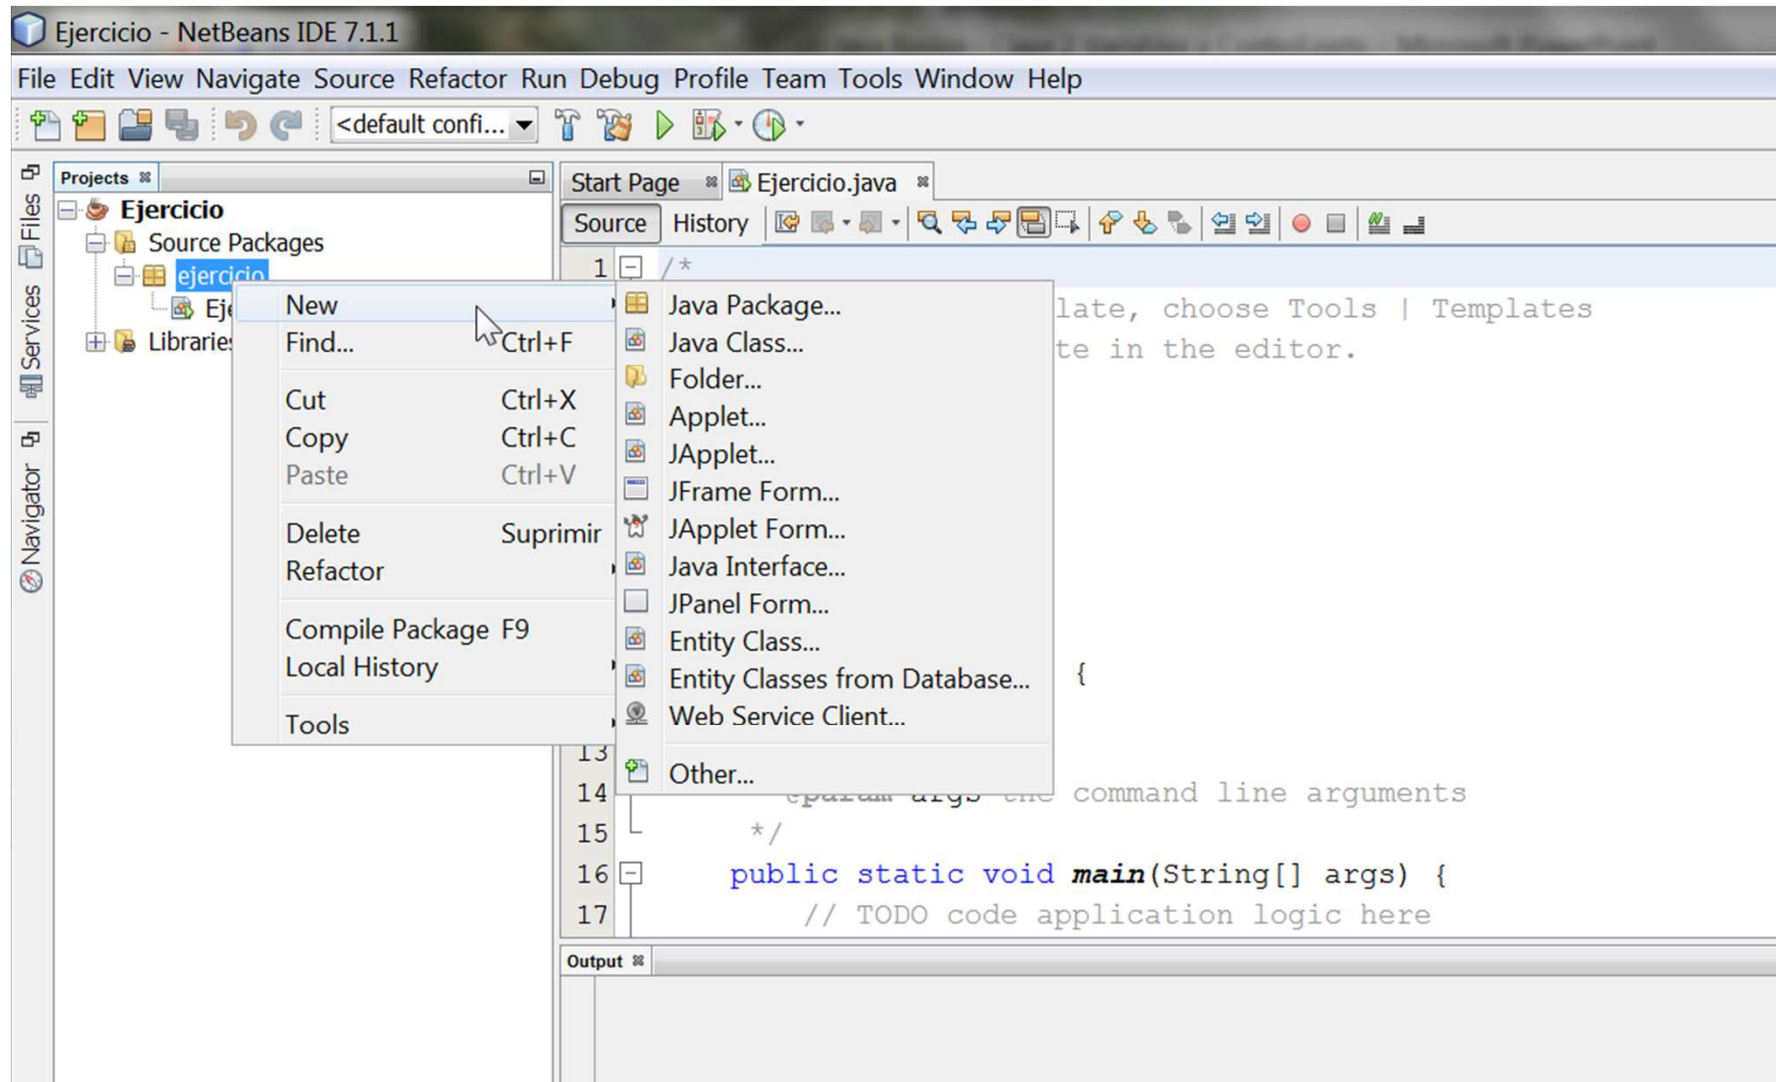 Ejercicio - NetBeans IDE 7.1.1
File Edit View Navigate Source Refactor Run Debug Profile Team Tools Window Help
<default confi...
Files
Services
Navigator
Projects
Ejercicio
Source Packages
ejercicio
Eje
Libraries
New
Find... Ctrl+F
Cut Ctrl+X
Copy Ctrl+C
Paste Ctrl+V
Delete Suprimir
Refactor
Compile Package F9
Local History
Tools
Java Package...
Java Class...
Folder...
Applet...
JApplet...
JFrame Form...
JApplet Form...
Java Interface...
JPanel Form...
Entity Class...
Entity Classes from Database...
Web Service Client...
Other...
Start Page Ejercicio.java
Source History
1 /*
late, choose Tools | Templates
te in the editor.
{
13
14 @param args the command line arguments
15 */
16 public static void main(String[] args) {
17 // TODO code application logic here
Output